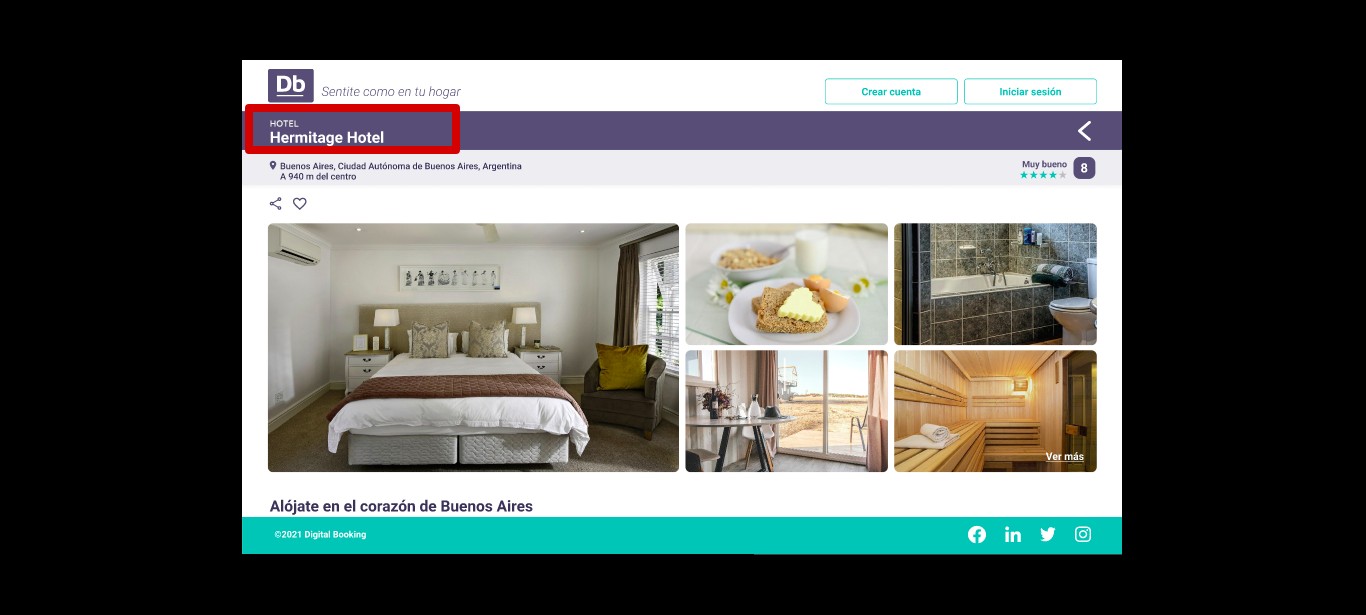 Db
Sentite como en tu hogar
Crear cuenta
Iniciar sesión
HOTEL
Hermitage Hotel
Buenos Aires, Ciudad Autónoma de Buenos Aires, Argentina
A 940 m del centro
Muy bueno
8
Ver más
Alójate en el corazón de Buenos Aires
©2021 Digital Booking